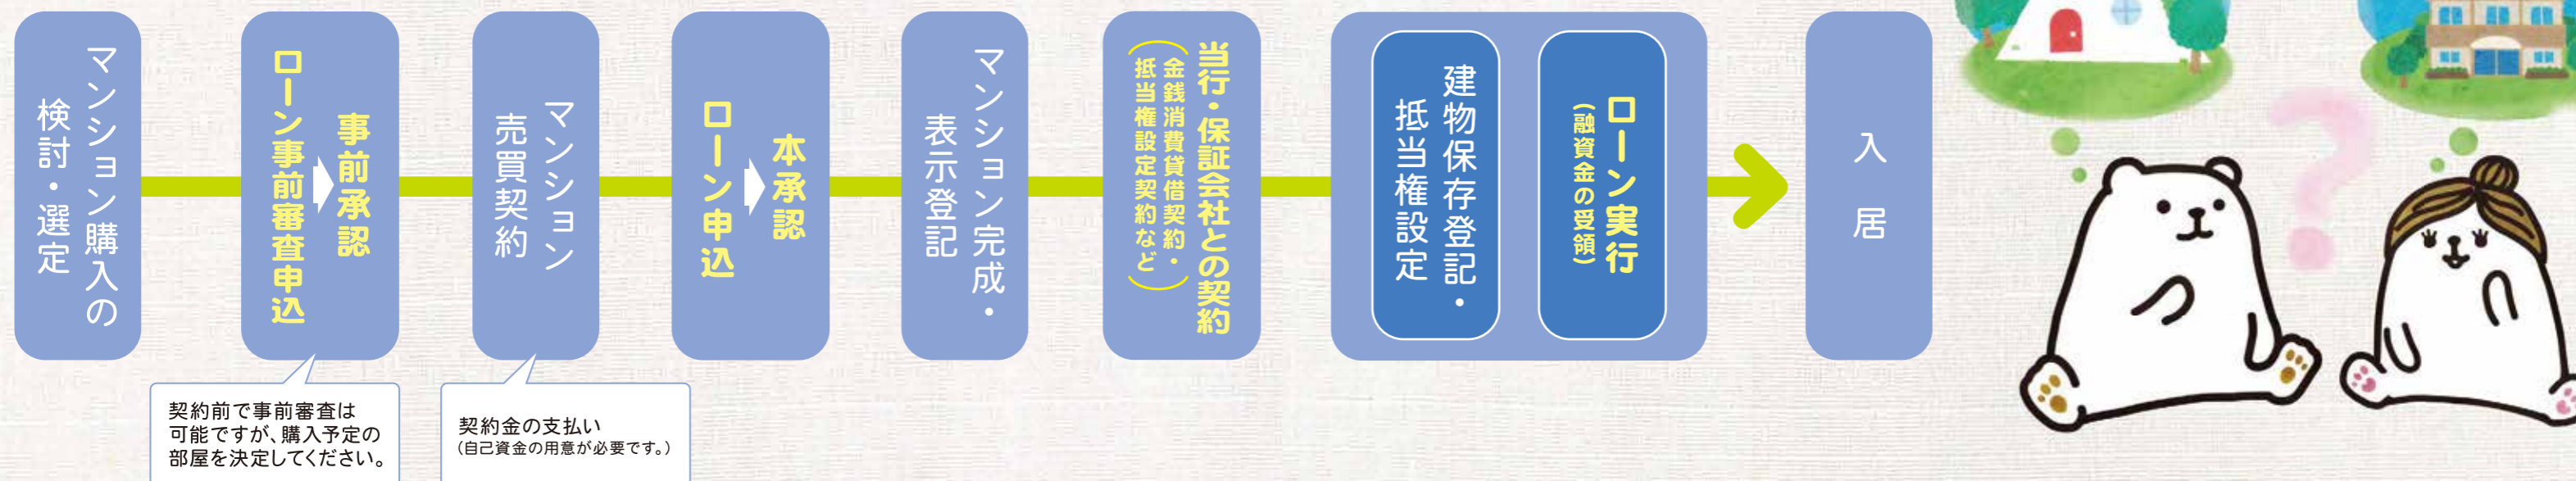 マンション購入の
検討・選定
ローン事前審査申込
事前承認
マンション
売買契約
ローン申込
本承認
マンション完成・
表示登記
当行・保証会社との契約
(金銭消費貸借契約・
抵当権設定契約など)
建物保存登記・
抵当権設定
ローン実行
(融資金の受領)
入居
契約前で事前審査は
可能ですが、購入予定の
部屋を決定してください。
契約金の支払い
(自己資金の用意が必要です。)
?